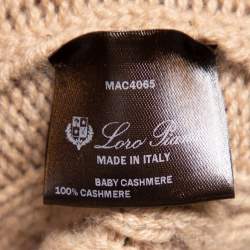 MAC4065
Loro Piana
MADE IN ITALY
BABY CASHMERE
100% CASHMERE